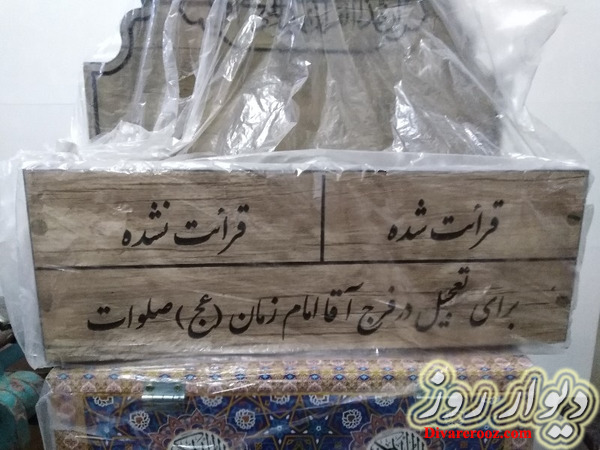 قرائت شده
قرائت نشده
برای تعجیل در فرج آقا امام زمان (عج) صلوات
دیوار روز
Divarerooz.com